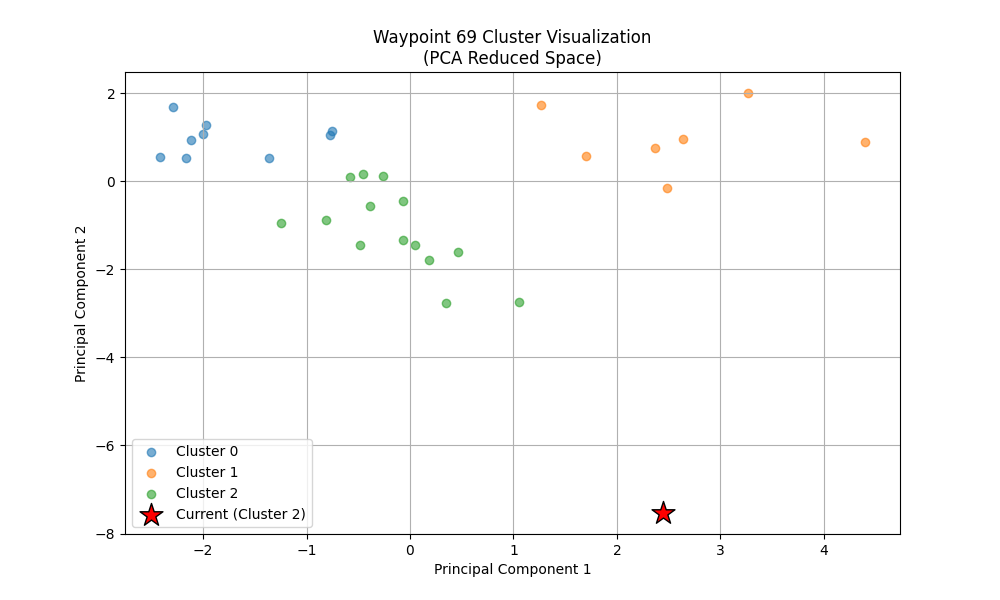 Waypoint 69 Cluster Visualization
(PCA Reduced Space)
Principal Component 2
2
0
−2
−4
−6
−8
Cluster 0
Cluster 1
Cluster 2
Current (Cluster 2)
−2
−1
0
1
2
3
4
Principal Component 1